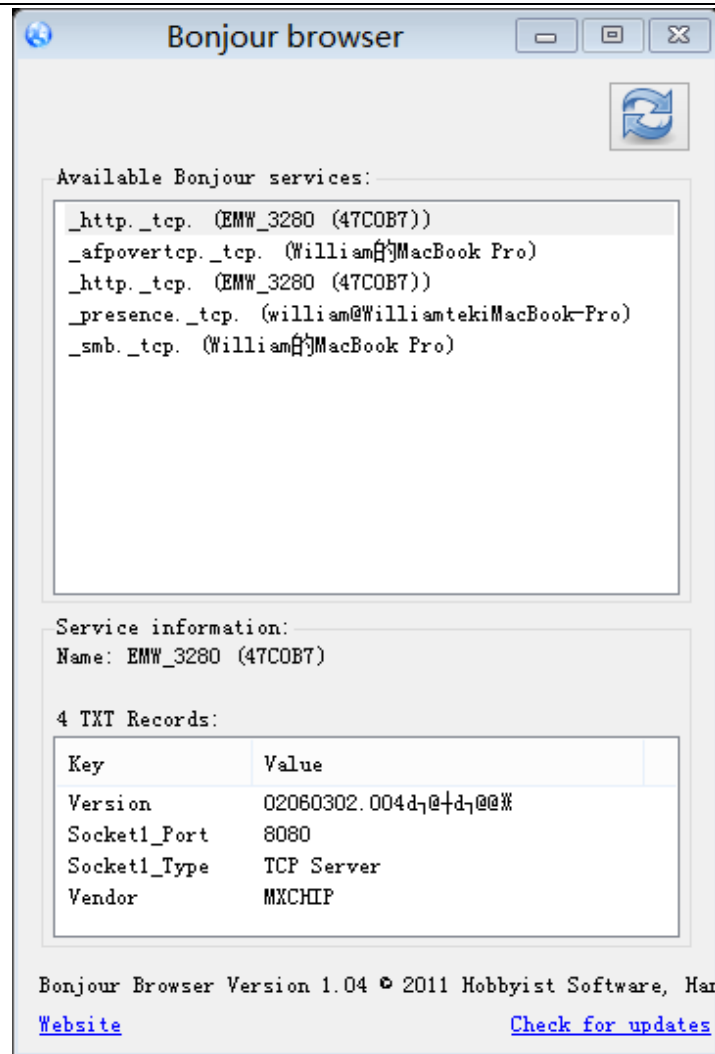 Bonjour browser
Available Bonjour services:
_http._tcp. (EMW_3280 (47C0B7))
_afpovertcp._tcp. (William的MacBook Pro)
_http._tcp. (EMW_3280 (47C0B7))
_presence._tcp. (william@WilliamtekiMacBook-Pro)
_smb._tcp. (William的MacBook Pro)
Service information:
Name: EMW_3280 (47C0B7)
4 TXT Records:
Key Value
Version 02060302.004d┐@┼d┐@@
Socket1_Port 8080
Socket1_Type TCP Server
Vendor MXCHIP
Bonjour Browser Version 1.04 © 2011 Hobbyist Software, Har
Website Check for updates